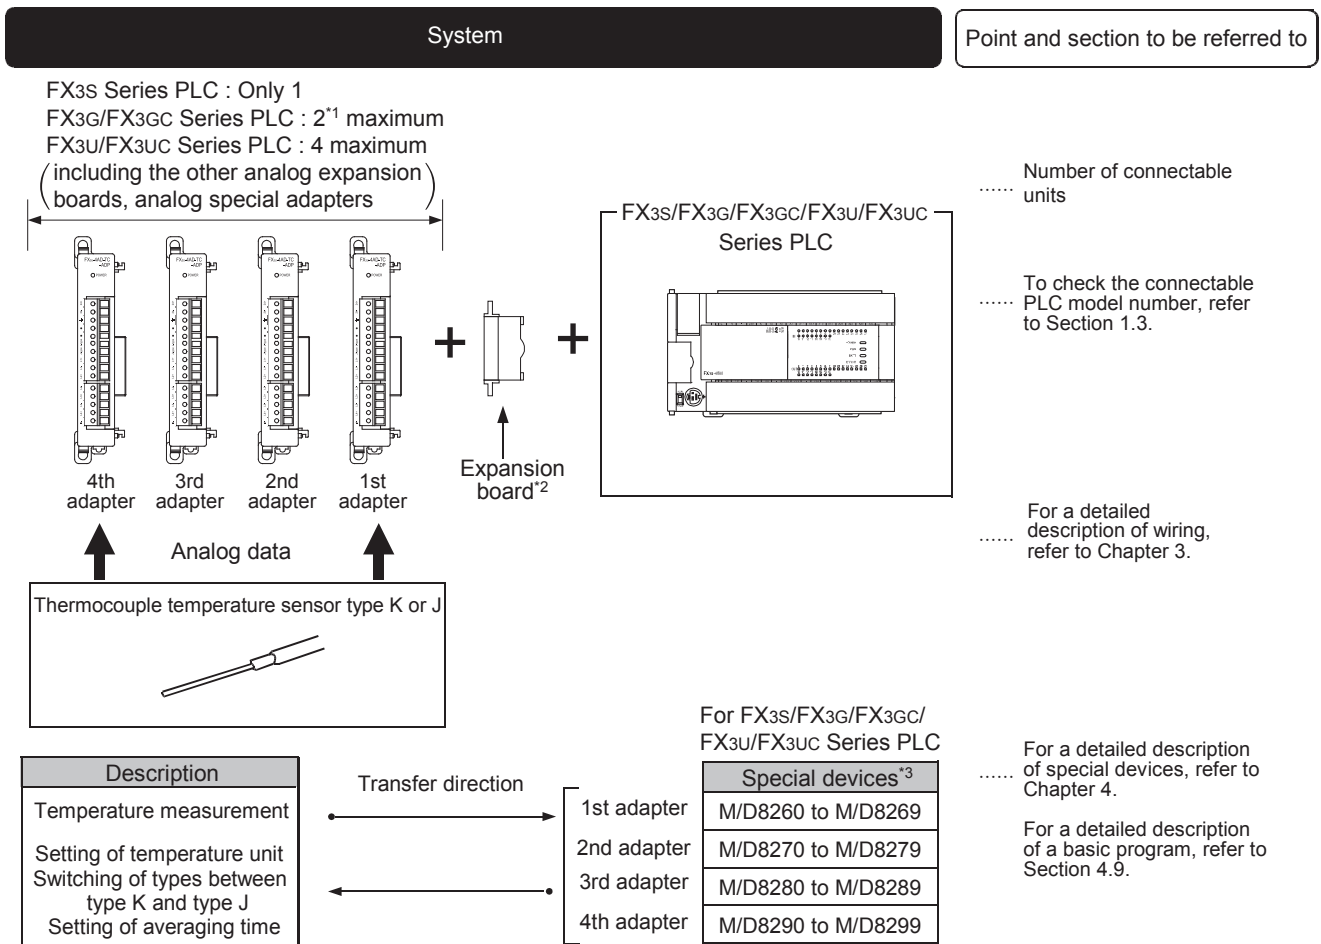 System
Point and section to be referred to
FX3S Series PLC : Only 1
FX3G/FX3GC Series PLC : 2*1 maximum
FX3U/FX3UC Series PLC : 4 maximum
(including the other analog expansion
boards, analog special adapters)
...... Number of connectable
units
FX3S/FX3G/FX3GC/FX3U/FX3UC
Series PLC
...... To check the connectable
PLC model number, refer
to Section 1.3.
+
+
4th
adapter
3rd
adapter
2nd
adapter
1st
adapter
Expansion
board*2
Analog data
...... For a detailed
description of wiring,
refer to Chapter 3.
Thermocouple temperature sensor type K or J
For FX3S/FX3G/FX3GC/
FX3U/FX3UC Series PLC
Description
Temperature measurement
Setting of temperature unit
Switching of types between
type K and type J
Setting of averaging time
Transfer direction
Special devices*3
1st adapter M/D8260 to M/D8269
2nd adapter M/D8270 to M/D8279
3rd adapter M/D8280 to M/D8289
4th adapter M/D8290 to M/D8299
...... For a detailed description
of special devices, refer to
Chapter 4.
For a detailed description
of a basic program, refer to
Section 4.9.